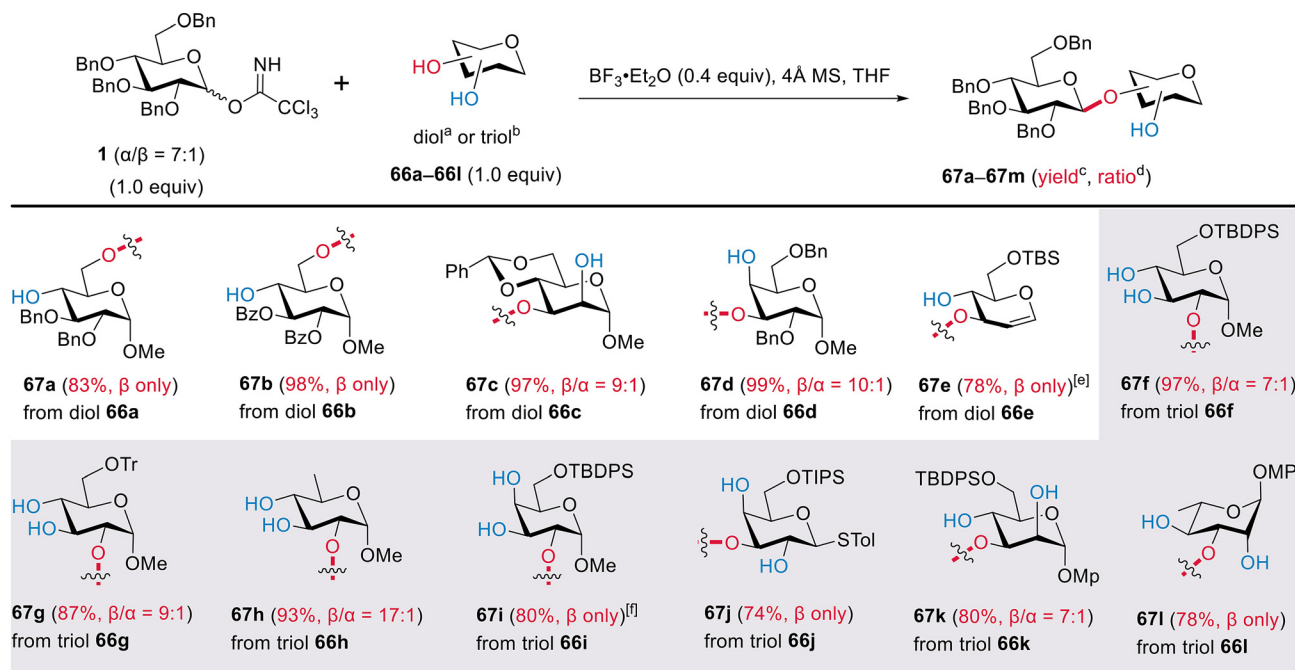 OBn
BnO
O
BnO
BnO
O
NH
CCl3
1 (α/β = 7:1)
(1.0 equiv)
+
HO
O
HO
diolᵃ or triolᵇ
66a–66l (1.0 equiv)
BF3•Et2O (0.4 equiv), 4Å MS, THF
OBn
BnO
O
BnO
BnO
O
O
HO
67a–67m (yieldᶜ, ratioᵈ)
O
HO
O
BnO
BnO
OMe
67a (83%, β only)
from diol 66a
O
HO
O
BzO
BzO
OMe
67b (98%, β only)
from diol 66b
Ph
O
O
OH
O
O
OMe
67c (97%, β/α = 9:1)
from diol 66c
HO
OBn
O
O
BnO
OMe
67d (99%, β/α = 10:1)
from diol 66d
OTBS
HO
O
O
67e (78%, β only)[e]
from diol 66e
OTBDPS
HO
O
HO
O
OMe
67f (97%, β/α = 7:1)
from triol 66f
OTr
HO
O
HO
O
OMe
67g (87%, β/α = 9:1)
from triol 66g
HO
O
HO
O
OMe
67h (93%, β/α = 17:1)
from triol 66h
HO
OTBDPS
O
HO
O
OMe
67i (80%, β only)[f]
from triol 66i
HO
OTIPS
O
O
STol
HO
67j (74%, β only)
from triol 66j
TBDPSO
OH
HO
O
O
OMp
67k (80%, β/α = 7:1)
from triol 66k
OMP
O
HO
O
OH
67l (78%, β only)
from triol 66l